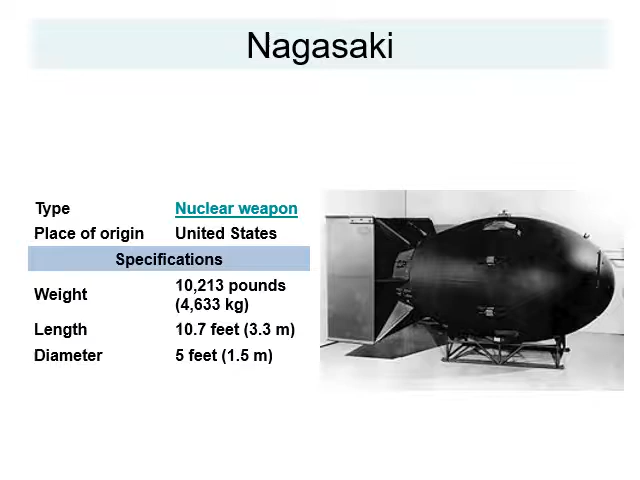 Nagasaki
Type Nuclear weapon
Place of origin United States
Specifications
Weight 10,213 pounds
(4,633 kg)
Length 10.7 feet (3.3 m)
Diameter 5 feet (1.5 m)